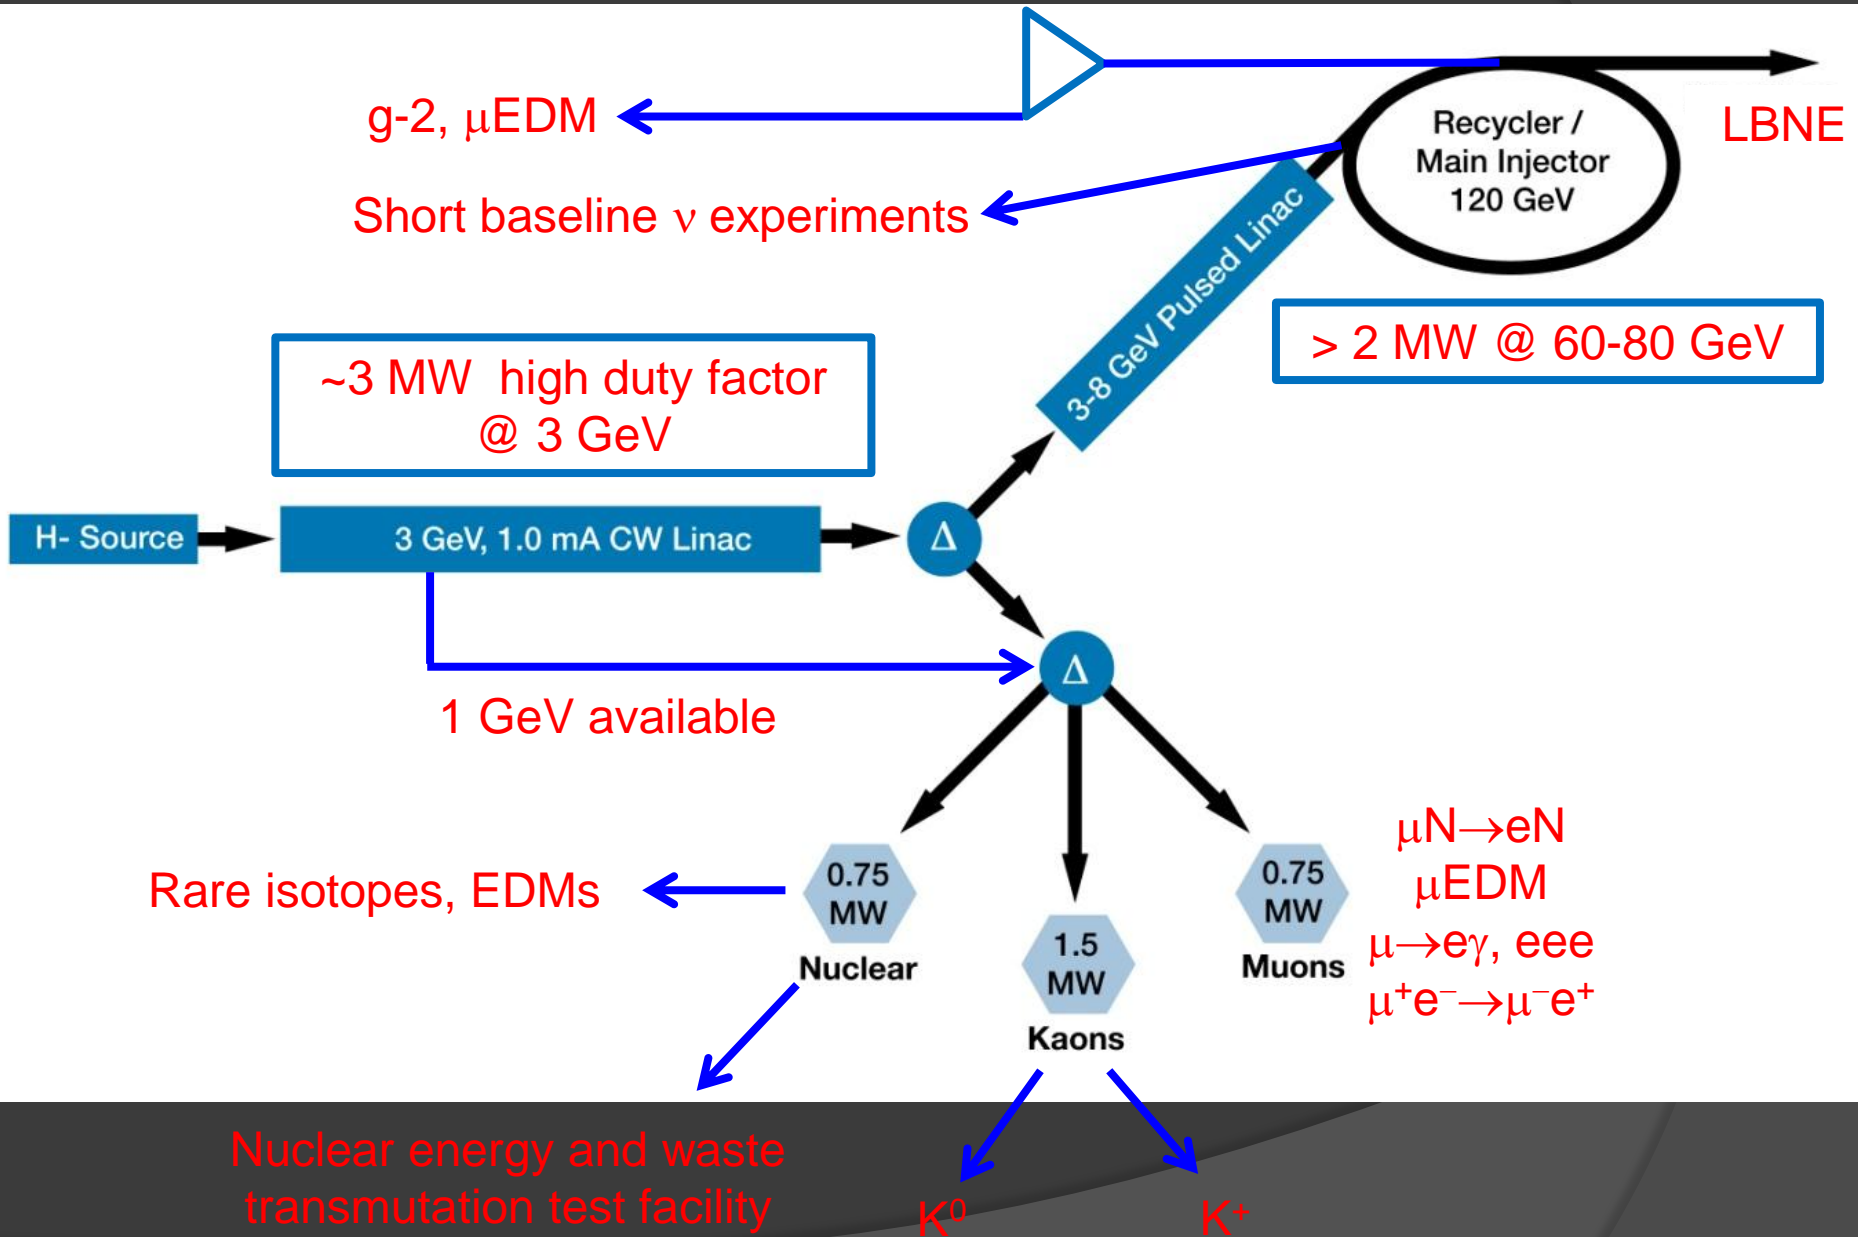 g-2, μEDM
Recycler /
Main Injector
120 GeV
LBNE
Short baseline ν experiments
3-8 GeV Pulsed Linac
> 2 MW @ 60-80 GeV
~3 MW high duty factor
@ 3 GeV
H- Source
3 GeV, 1.0 mA CW Linac
Δ
Δ
1 GeV available
Rare isotopes, EDMs
0.75
MW
Nuclear
1.5
MW
Kaons
0.75
MW
Muons
μN→eN
μEDM
μ→eγ, eee
μ⁺e⁻→μ⁻e⁺
Nuclear energy and waste
transmutation test facility
K⁰
K⁺